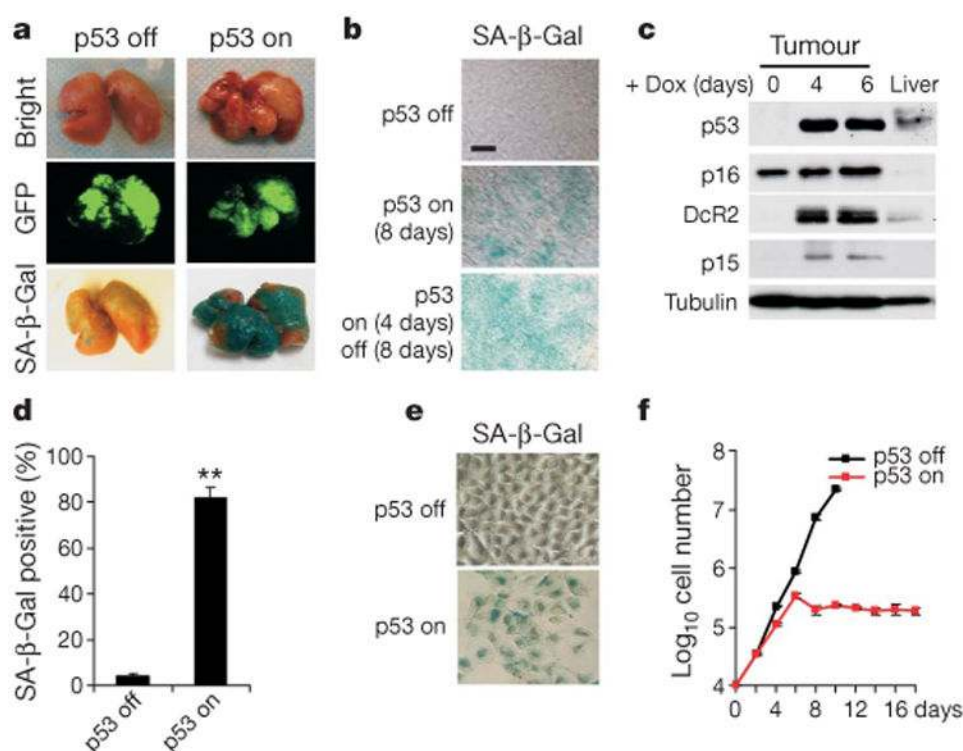 a
p53 off p53 on
Bright
GFP
SA-β-Gal
b
SA-β-Gal
p53 off
p53 on
(8 days)
p53
on (4 days)
off (8 days)
c
Tumour
+ Dox (days) 0 4 6 Liver
p53
p16
DcR2
p15
Tubulin
d
SA-β-Gal positive (%)
100
80
60
40
20
0
**
p53 off p53 on
e
SA-β-Gal
p53 off
p53 on
f
p53 off
p53 on
Log10 cell number
8
7
6
5
4
0 4 8 12 16 days